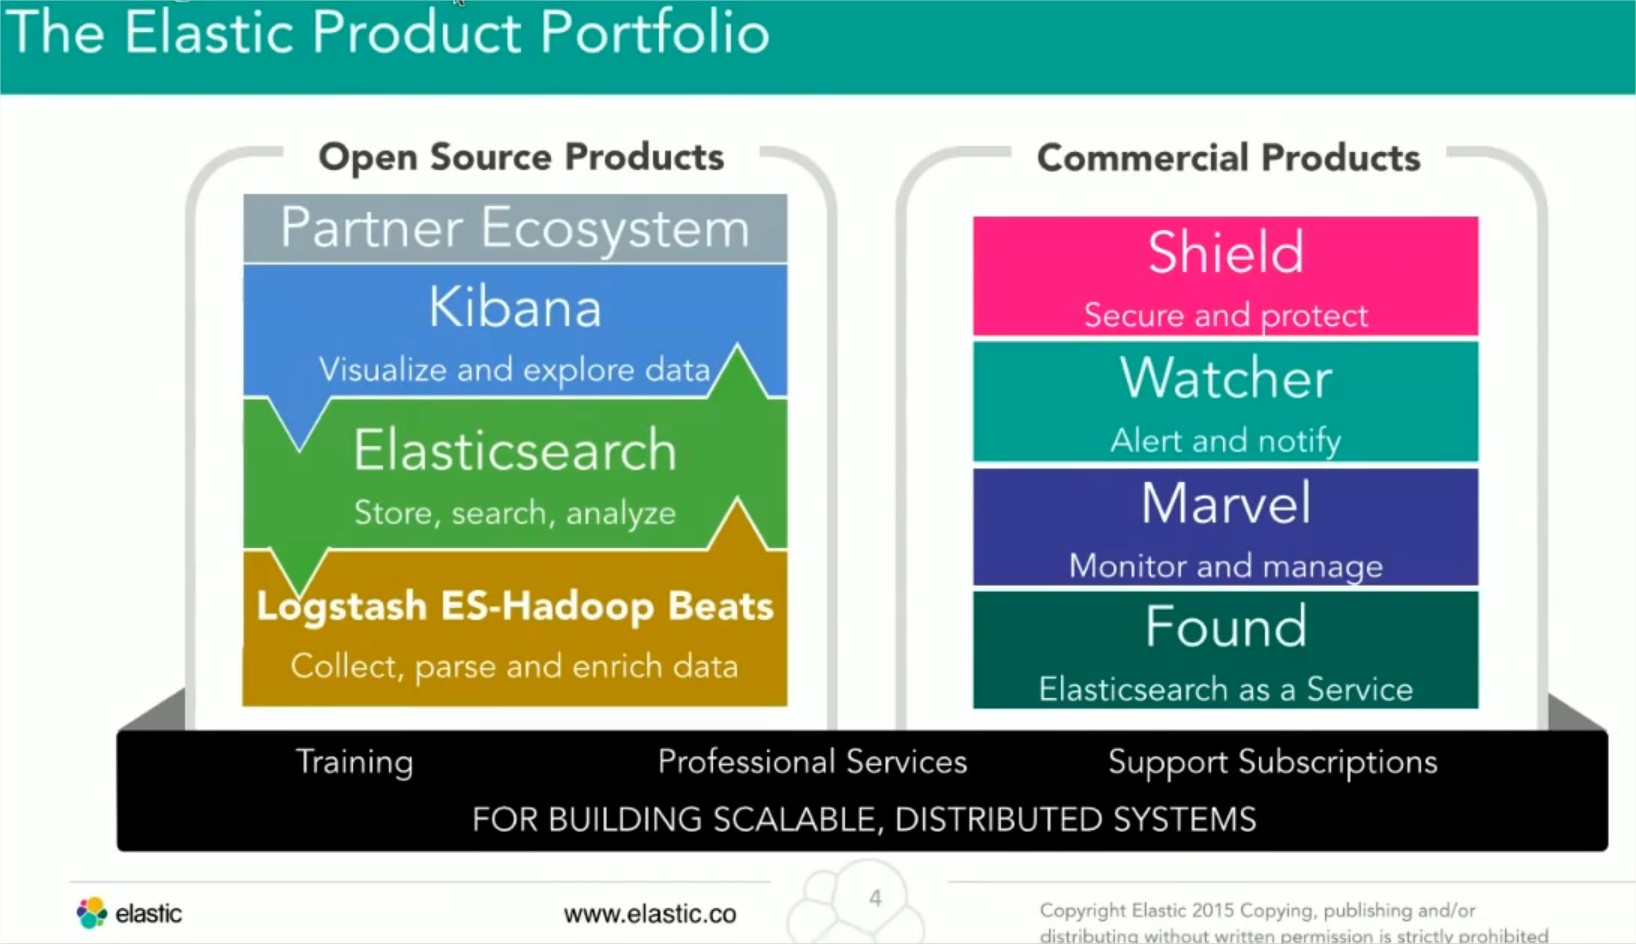 The Elastic Product Portfolio
Open Source Products
Partner Ecosystem
Kibana
Visualize and explore data
Elasticsearch
Store, search, analyze
Logstash ES-Hadoop Beats
Collect, parse and enrich data
Commercial Products
Shield
Secure and protect
Watcher
Alert and notify
Marvel
Monitor and manage
Found
Elasticsearch as a Service
Training Professional Services Support Subscriptions
FOR BUILDING SCALABLE, DISTRIBUTED SYSTEMS
elastic
www.elastic.co
4
Copyright Elastic 2015 Copying, publishing and/or
distributing without written permission is strictly prohibited